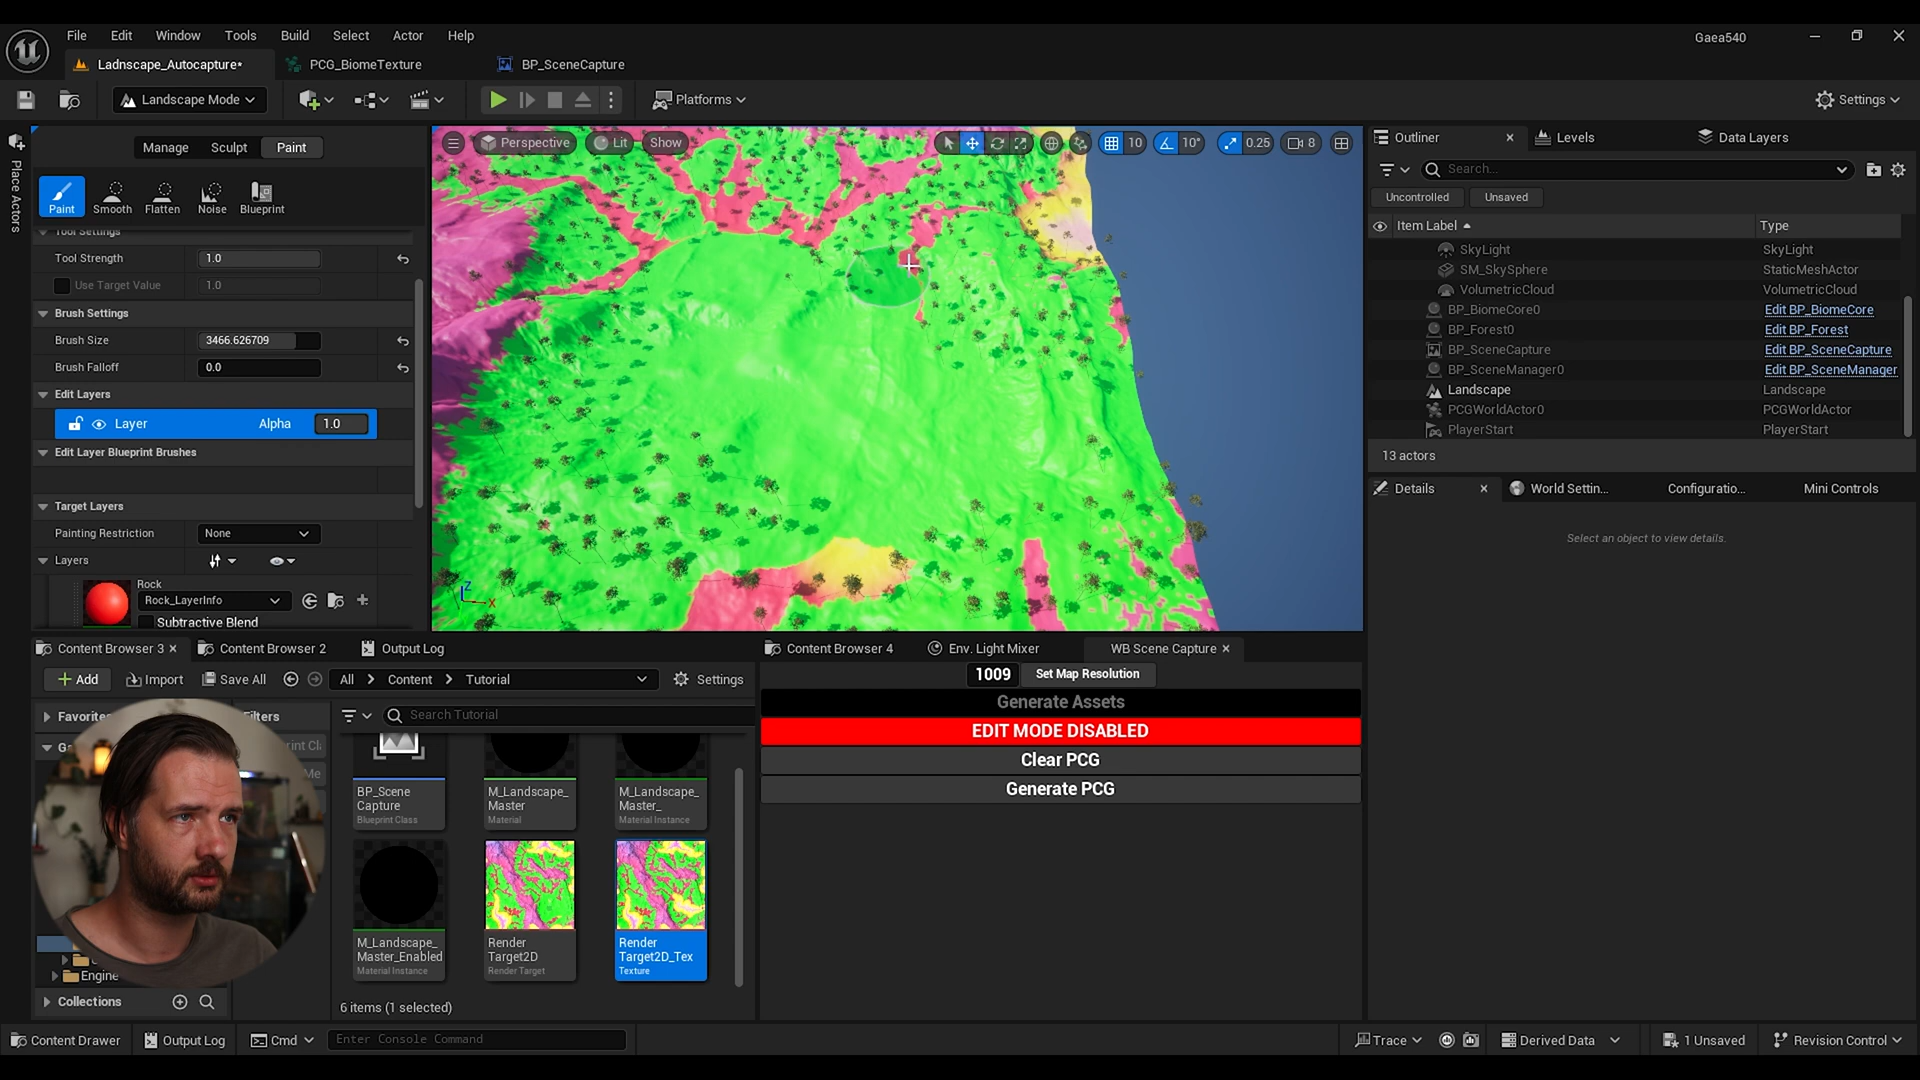 File Edit Window Tools Build Select Actor Help
Gaea540
Ladnscape_Autocapture* PCG_BiomeTexture BP_SceneCapture
Landscape Mode Platforms Settings
Place Actors
Manage Sculpt Paint
Paint Smooth Flatten Noise Blueprint
Tool Settings
Tool Strength 1.0
Use Target Value 1.0
Brush Settings
Brush Size 3466.626709
Brush Falloff 0.0
Edit Layers
Layer Alpha 1.0
Edit Layer Blueprint Brushes
Target Layers
Painting Restriction None
Layers
Rock
Rock_LayerInfo
Subtractive Blend
Perspective Lit Show 10 10° 0.25 8
Z
X
Outliner Levels Data Layers
Search...
Uncontrolled Unsaved
Item Label Type
SkyLight SkyLight
SM_SkySphere StaticMeshActor
VolumetricCloud VolumetricCloud
BP_BiomeCore0 Edit BP_BiomeCore
BP_Forest0 Edit BP_Forest
BP_SceneCapture Edit BP_SceneCapture
BP_SceneManager0 Edit BP_SceneManager
Landscape Landscape
PCGWorldActor0 PCGWorldActor
PlayerStart PlayerStart
13 actors
Details World Settin... Configuratio... Mini Controls
Select an object to view details.
Content Browser 3 Content Browser 2 Output Log
Add Import Save All All Content Tutorial Settings
Favorite Filters
Search Tutorial
BP_Scene
Capture
Blueprint Class
M_Landscape_
Master
Material
M_Landscape_
Master_
Material Instance
M_Landscape_
Master_Enabled
Material Instance
Render
Target2D
Render Target
Render
Target2D_Tex
Texture
Engine
Collections
6 items (1 selected)
Content Browser 4 Env. Light Mixer WB Scene Capture
1009 Set Map Resolution
Generate Assets
EDIT MODE DISABLED
Clear PCG
Generate PCG
Content Drawer Output Log Cmd Enter Console Command
Trace Derived Data 1 Unsaved Revision Control